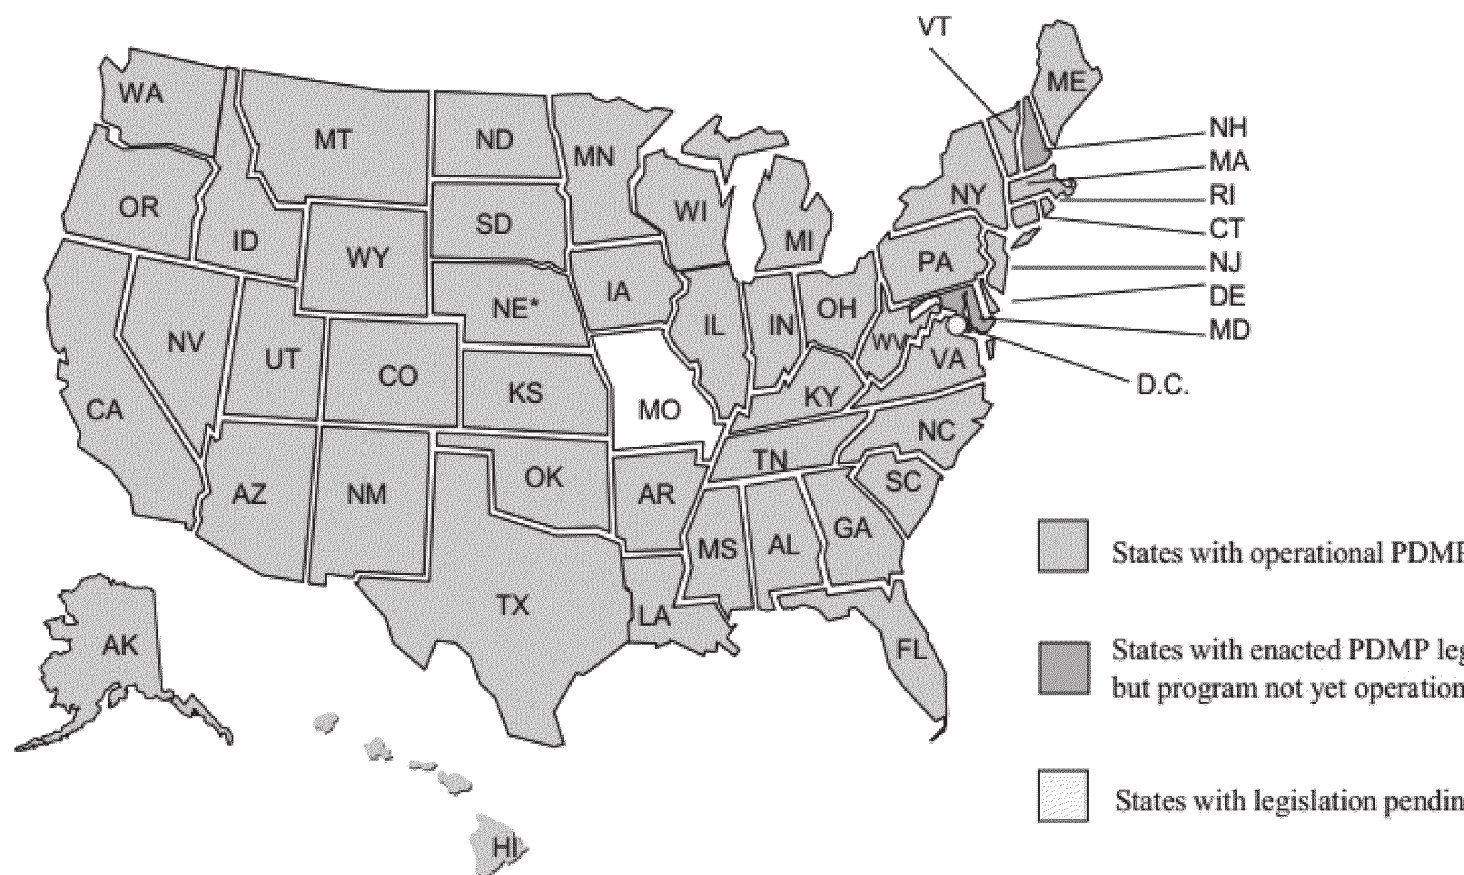 VT
ME
WA
MT
ND
MN
NH
MA
RI
CT
NJ
DE
MD
D.C.
OR
ID
WY
SD
WI
MI
NY
PA
NE*
IA
IL
IN
OH
WV
VA
NV
UT
CO
KS
MO
KY
CA
NC
TN
SC
AZ
NM
OK
AR
MS
AL
GA
TX
LA
FL
AK
HI
States with operational PDMP
States with enacted PDMP leg
but program not yet operation
States with legislation pendin